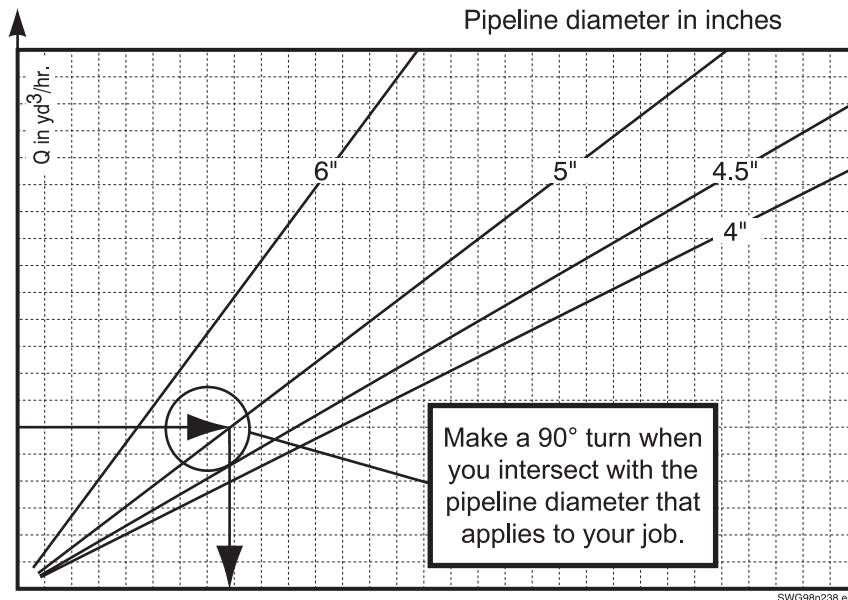 Pipeline diameter in inches
Q in yd³/hr.
6"
5"
4.5"
4"
Make a 90° turn when
you intersect with the
pipeline diameter that
applies to your job.